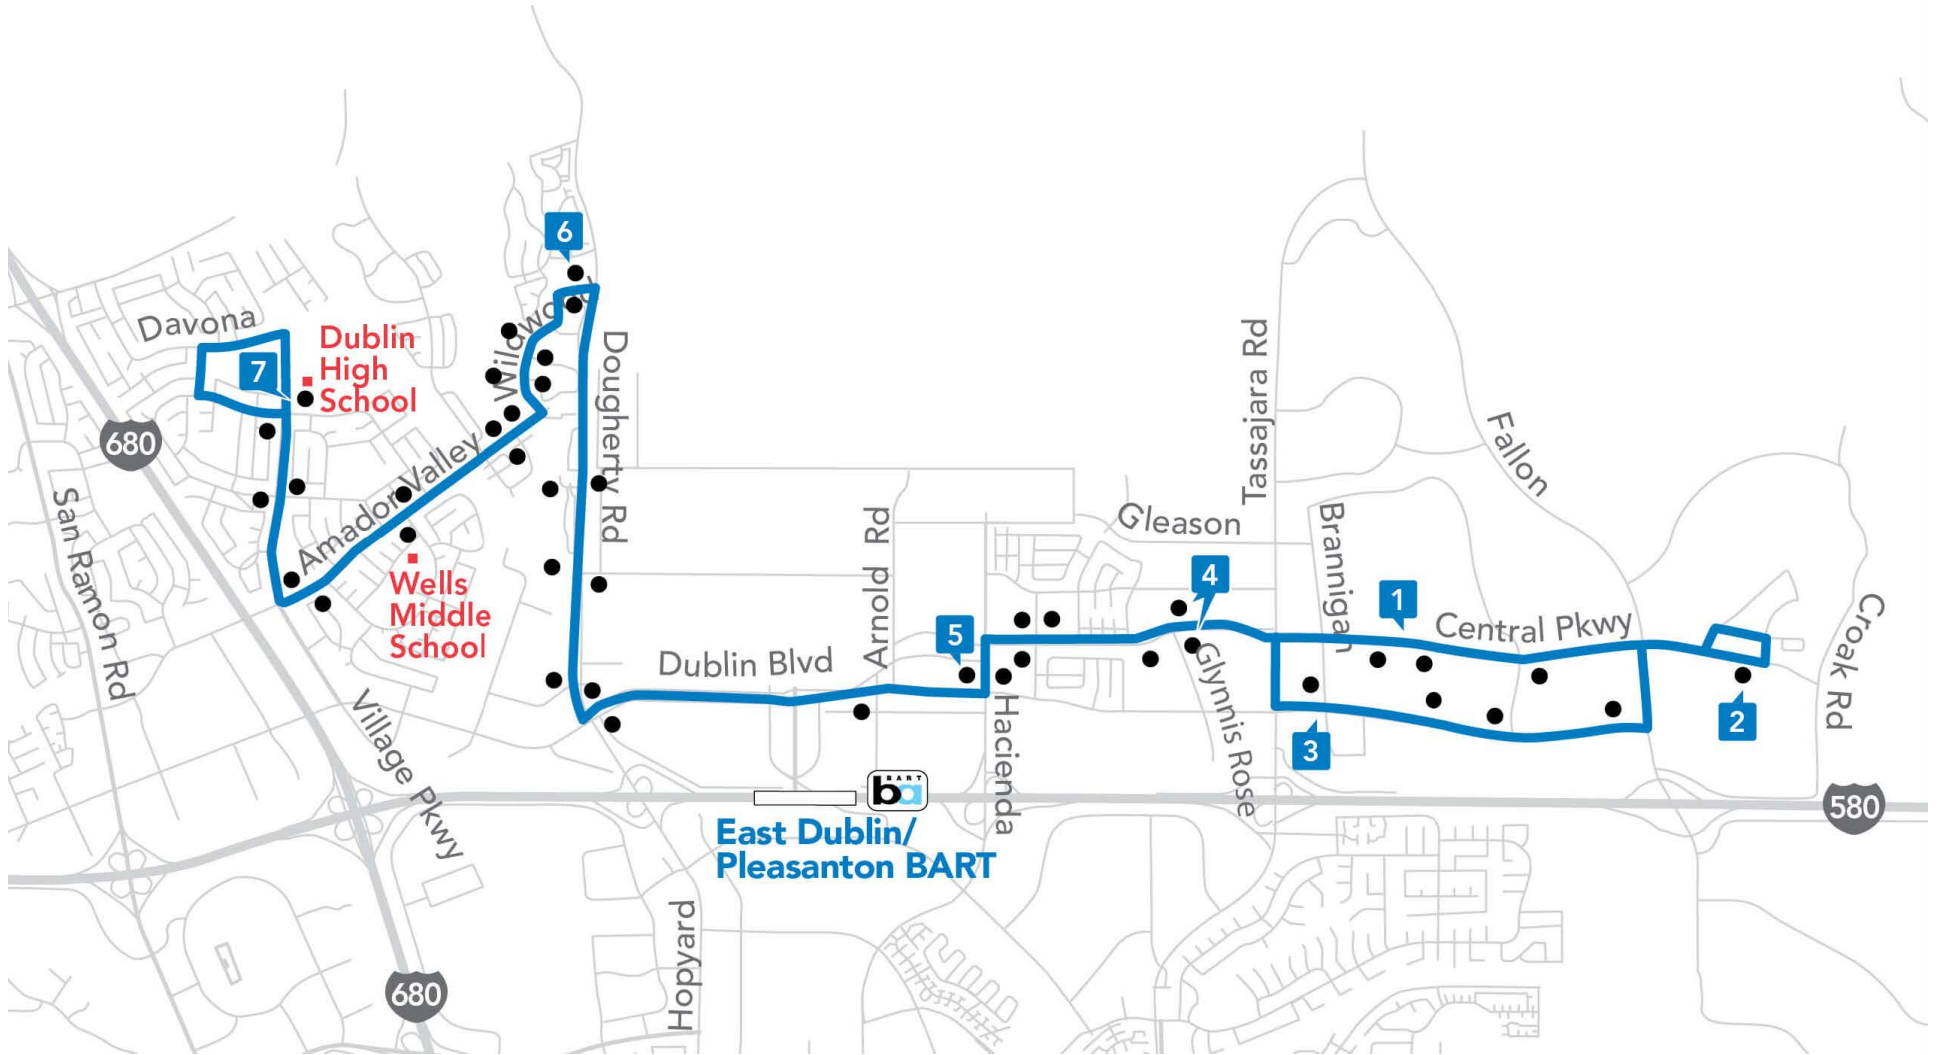 6
Davona
Dublin
High
School
7
Wildwood
Dougherty Rd
680
Amador Valley
San Ramon Rd
Wells
Middle
School
Village Pkwy
Dublin Blvd
Arnold Rd
5
Hacienda
Gleason
4
Glynnis Rose
Tassajara Rd
Brannigan
1
Central Pkwy
Fallon
3
2
Croak Rd
580
BART
ba
East Dublin/
Pleasanton BART
Hopyard
680